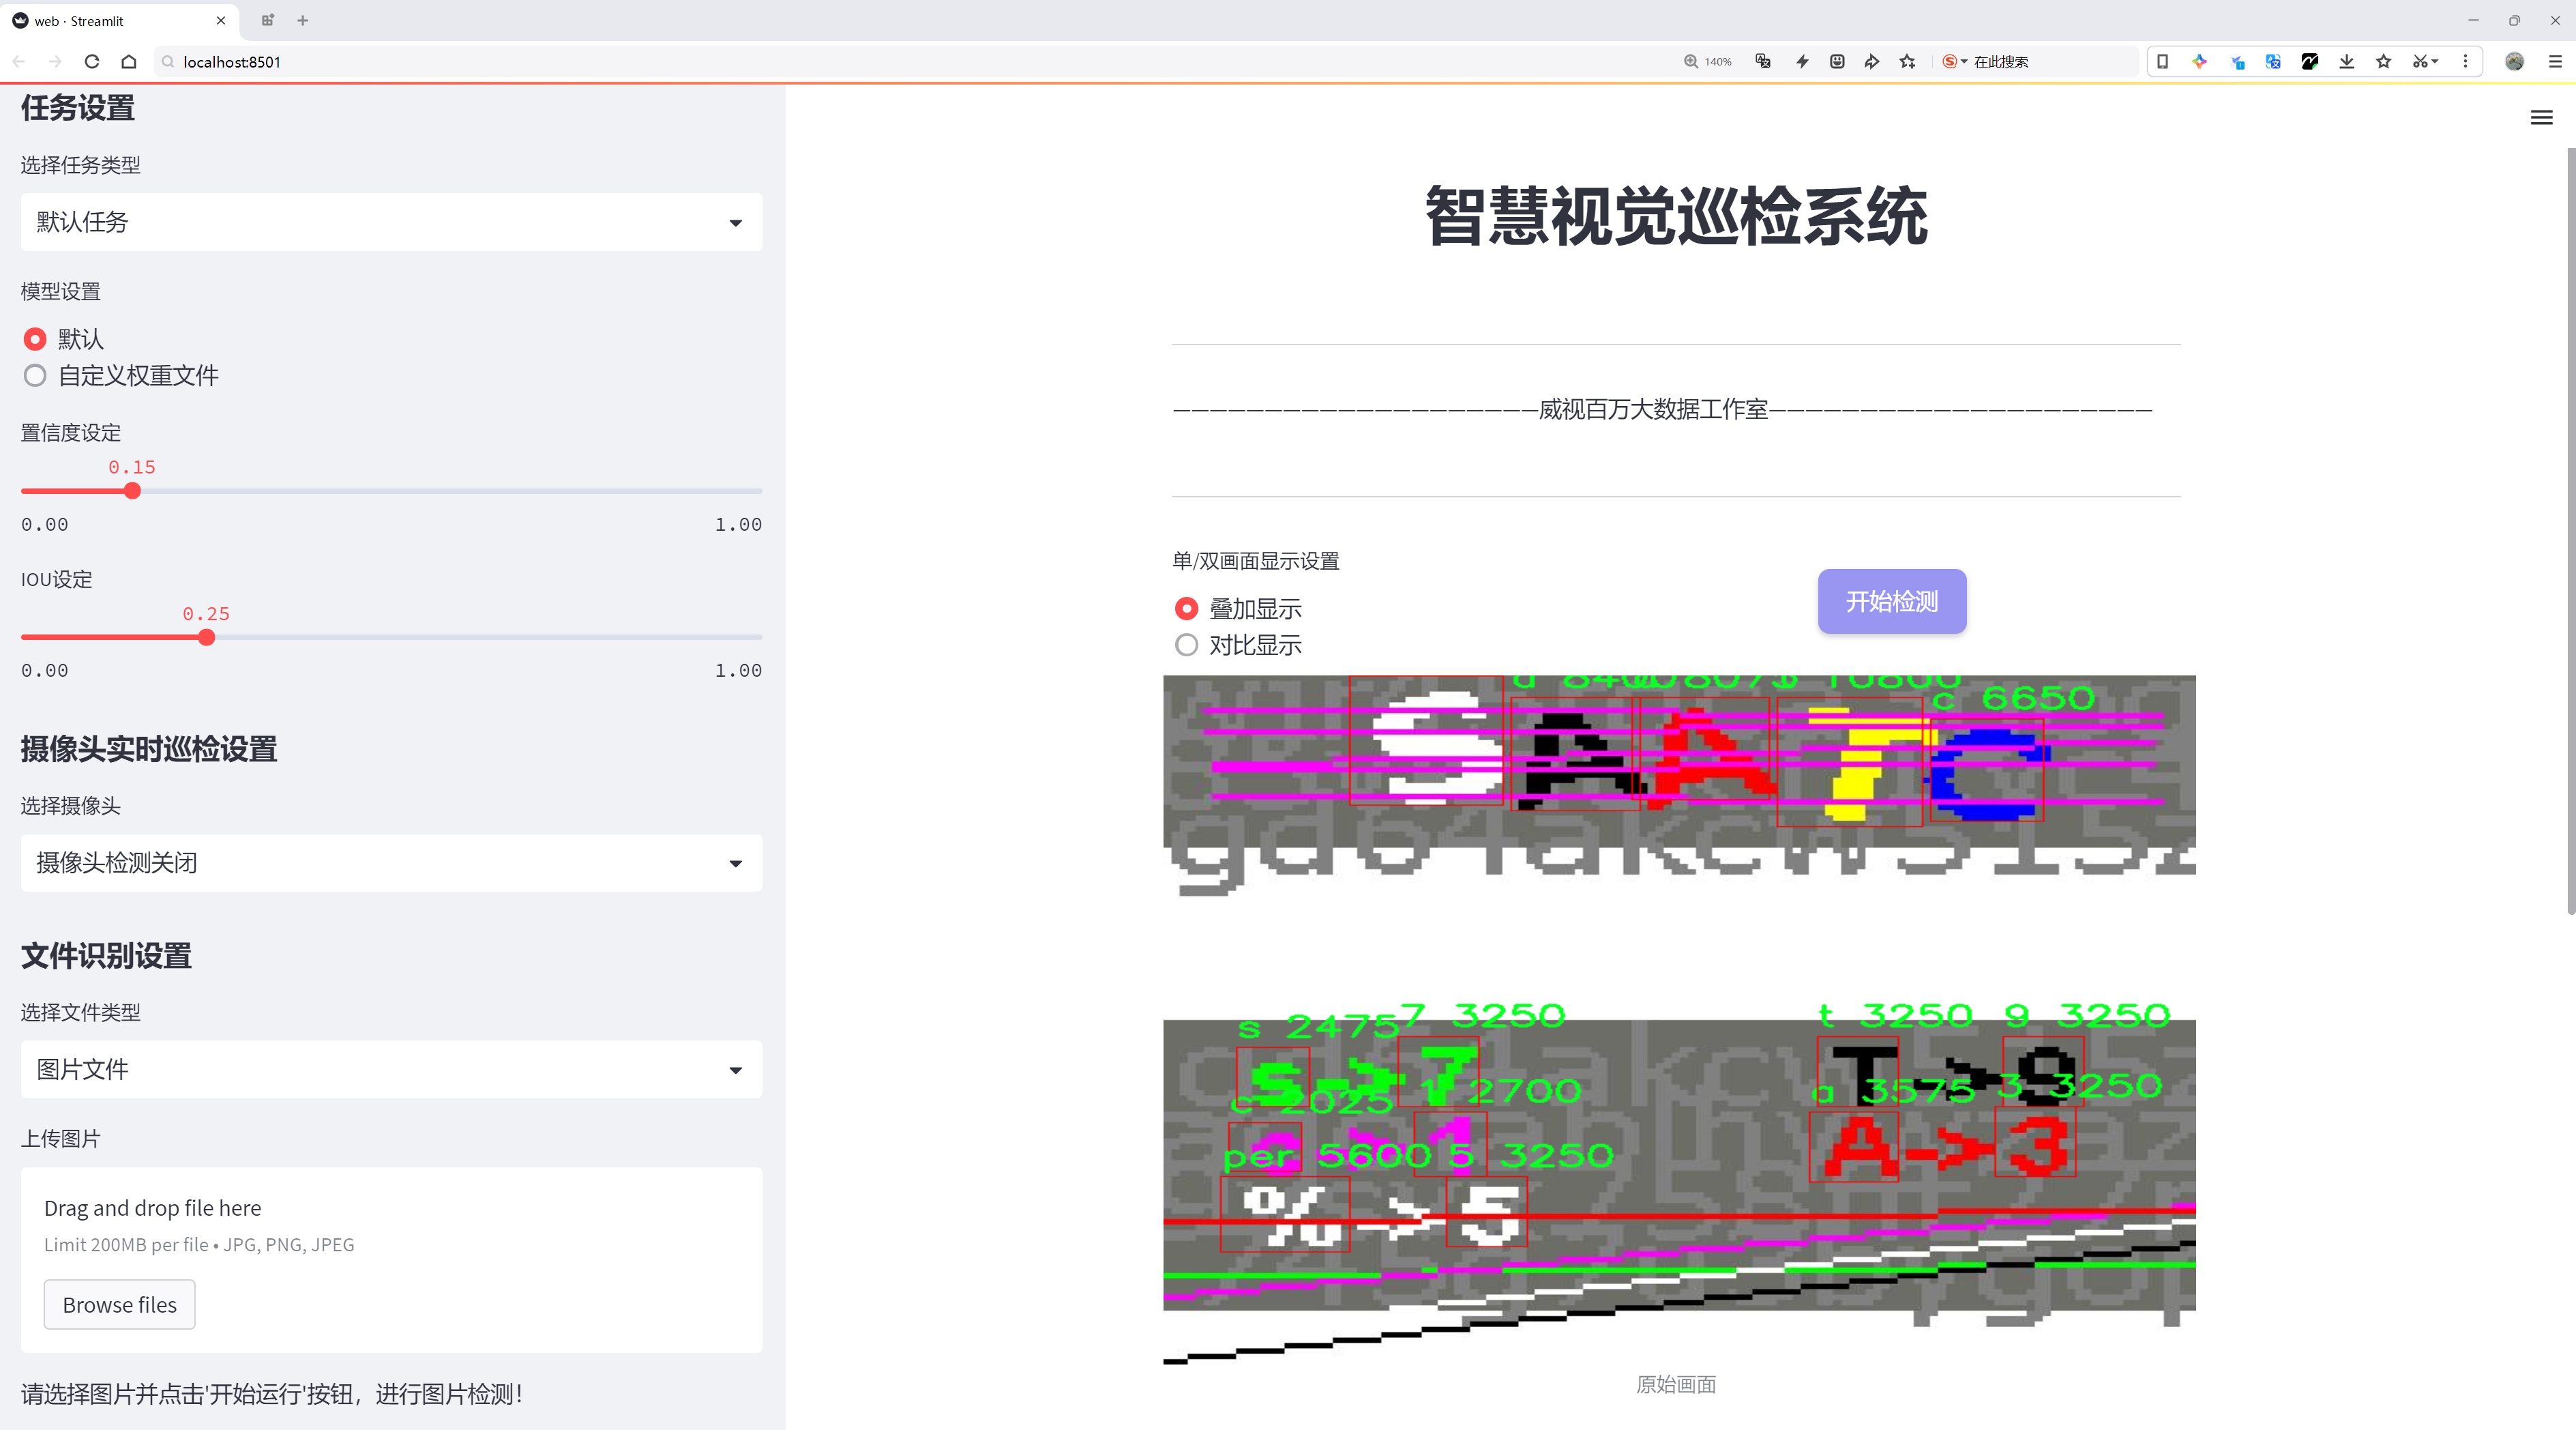 web · Streamlit
localhost:8501
140%
在此搜索
任务设置
选择任务类型
默认任务
模型设置
默认
自定义权重文件
置信度设定
0.15
0.00 1.00
IOU设定
0.25
0.00 1.00
摄像头实时巡检设置
选择摄像头
摄像头检测关闭
文件识别设置
选择文件类型
图片文件
上传图片
Drag and drop file here
Limit 200MB per file • JPG, PNG, JPEG
Browse files
请选择图片并点击'开始运行'按钮，进行图片检测！
智慧视觉巡检系统
————————————————————威视百万大数据工作室—————————————————————
单/双画面显示设置
叠加显示
对比显示
开始检测
c 6650
S A A 7 C
gd64akcw5152
s 2475 7 3250 t 3250 9 3250
S->7 T->9
c 2025 1 2700 a 3575 3 3250
A->3
per 5600 5 3250
%->5
原始画面